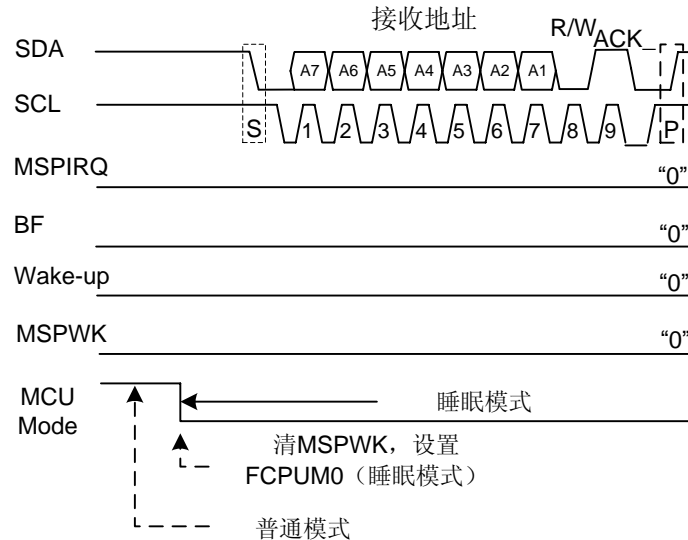 接收地址
R/W ACK_
SDA
A7 A6 A5 A4 A3 A2 A1
SCL
S 1 2 3 4 5 6 7 8 9 P
MSPIRQ “0”
BF “0”
Wake-up “0”
MSPWK “0”
MCU
Mode
睡眠模式
清MSPWK，设置
FCPUM0（睡眠模式）
普通模式